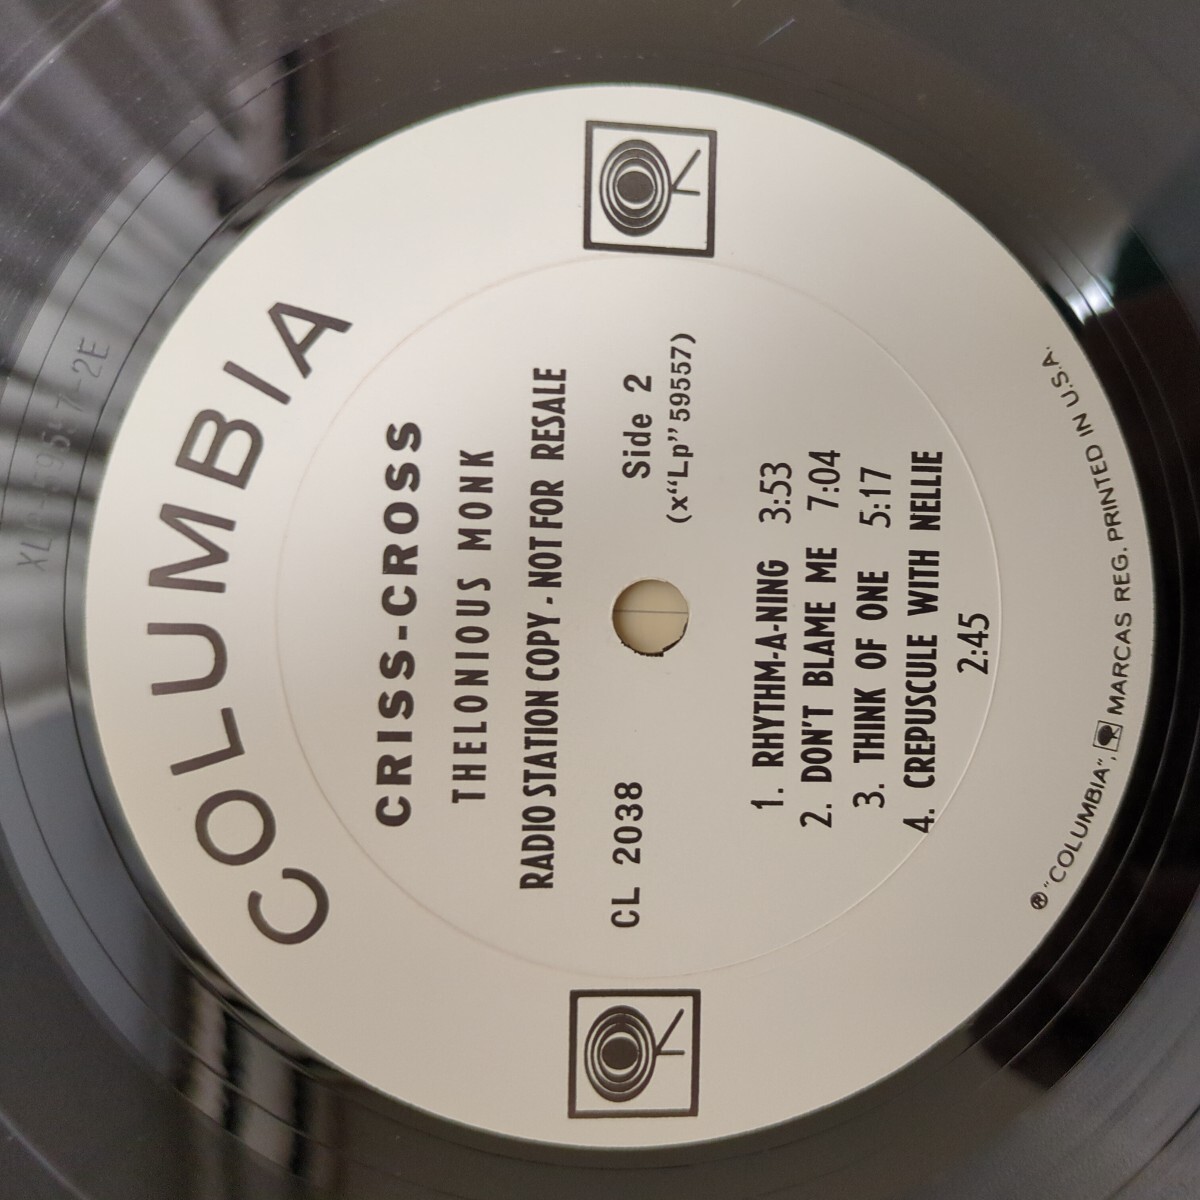 COLUMBIA
CRISS-CROSS
THELONIOUS MONK
RADIO STATION COPY - NOT FOR RESALE
CL 2038
Side 2
(x"Lp" 59557)
1. RHYTHM-A-NING 3:53
2. DON'T BLAME ME 7:04
3. THINK OF ONE 5:17
4. CREPUSCULE WITH NELLIE
2:45
® "COLUMBIA", MARCAS REG. PRINTED IN U.S.A.